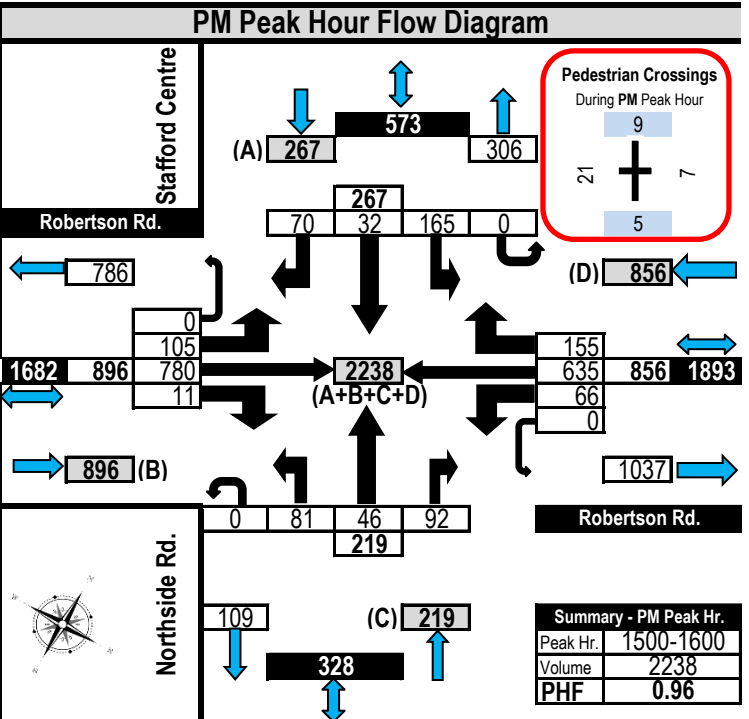 PM Peak Hour Flow Diagram
Stafford Centre
Pedestrian Crossings
During PM Peak Hour
9
21
7
5
573
(A) 267
306
267
70 32 165 0
Robertson Rd.
786
(D) 856
0
105
1682 896 780
11
2238
(A+B+C+D)
155
635 856 1893
66
0
896 (B)
1037
0 81 46 92
219
Robertson Rd.
Northside Rd.
109
(C) 219
328
Summary - PM Peak Hr.
Peak Hr. 1500-1600
Volume 2238
PHF 0.96